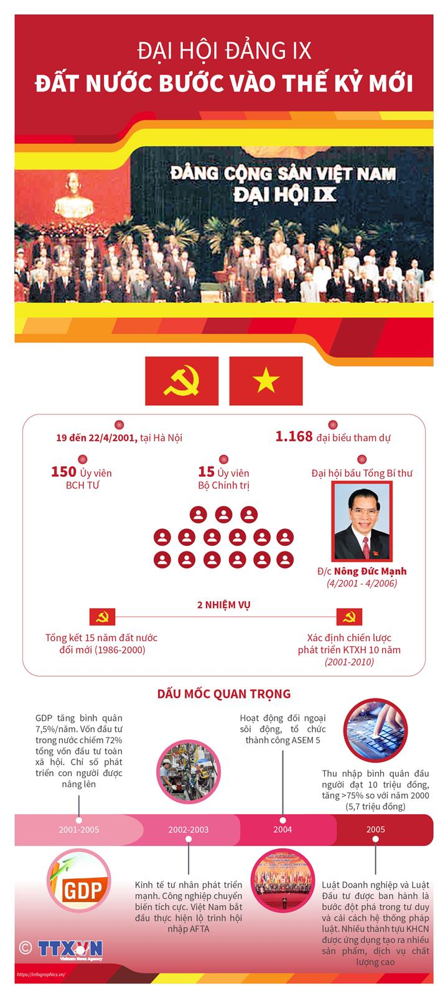 ĐẠI HỘI ĐẢNG IX
ĐẤT NƯỚC BƯỚC VÀO THẾ KỶ MỚI
ĐẢNG CỘNG SẢN VIỆT NAM
ĐẠI HỘI IX
19 đến 22/4/2001, tại Hà Nội
1.168 đại biểu tham dự
150 Ủy viên
BCH TƯ
15 Ủy viên
Bộ Chính trị
Đại hội bầu Tổng Bí thư
Đ/c Nông Đức Mạnh
(4/2001 - 4/2006)
2 NHIỆM VỤ
Tổng kết 15 năm đất nước
đổi mới (1986-2000)
Xác định chiến lược
phát triển KTXH 10 năm
(2001-2010)
DẤU MỐC QUAN TRỌNG
GDP tăng bình quân
7,5%/năm. Vốn đầu tư
trong nước chiếm 72%
tổng vốn đầu tư toàn
xã hội. Chỉ số phát
triển con người được
nâng lên
Hoạt động đối ngoại
sôi động, tổ chức
thành công ASEM 5
Thu nhập bình quân đầu
người đạt 10 triệu đồng,
tăng >75% so với năm 2000
(5,7 triệu đồng)
2001-2005
2002-2003
2004
2005
GDP
Kinh tế tư nhân phát triển
mạnh. Công nghiệp chuyển
biến tích cực. Việt Nam bắt
đầu thực hiện lộ trình hội
nhập AFTA
Luật Doanh nghiệp và Luật
Đầu tư được ban hành là
bước đột phá trong tư duy
và cải cách hệ thống pháp
luật. Nhiều thành tựu KHCN
được ứng dụng tạo ra nhiều
sản phẩm, dịch vụ chất
lượng cao
© TTXVN
Vietnam News Agency
https://infographics.vn/